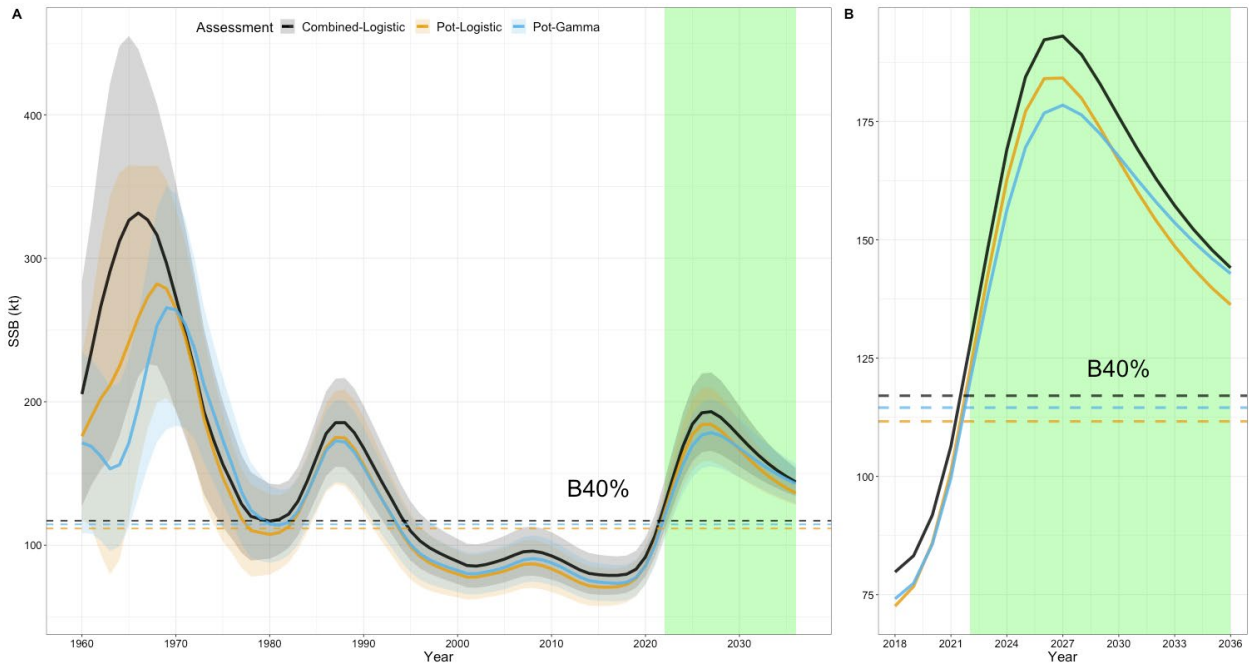 A
Assessment Combined-Logistic Pot-Logistic Pot-Gamma
SSB (kt)
400
300
200
100
B40%
1960 1970 1980 1990 2000 2010 2020 2030
Year
B
175
150
125
100
75
B40%
2018 2021 2024 2027 2030 2033 2036
Year